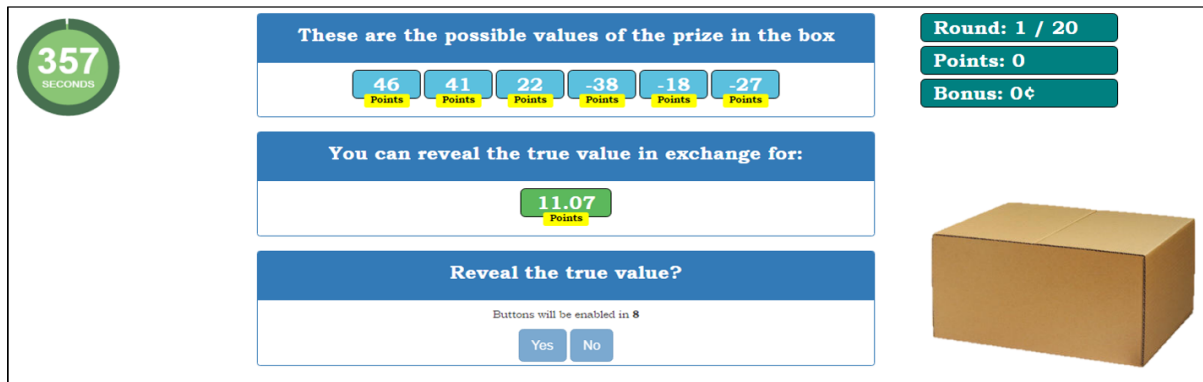 357
SECONDS
These are the possible values of the prize in the box
46 41 22 -38 -18 -27
Points Points Points Points Points Points
You can reveal the true value in exchange for:
11.07
Points
Reveal the true value?
Buttons will be enabled in 8
Yes No
Round: 1 / 20
Points: 0
Bonus: 0¢